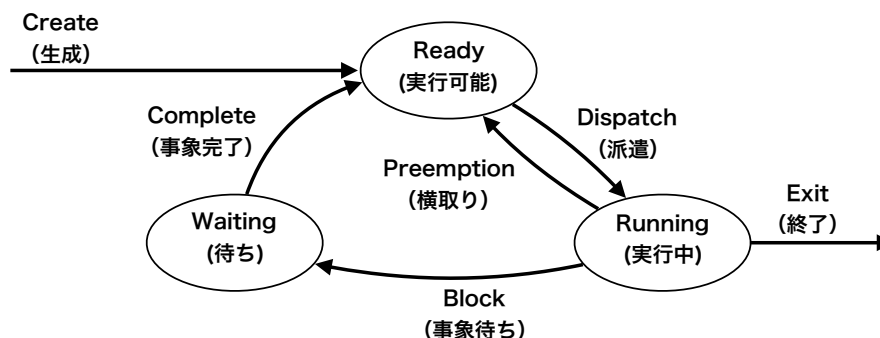 Create
（生成）
Ready
(実行可能)
Complete
（事象完了）
Dispatch
（派遣）
Preemption
（横取り）
Waiting
(待ち)
Running
(実行中)
Exit
（終了）
Block
（事象待ち）